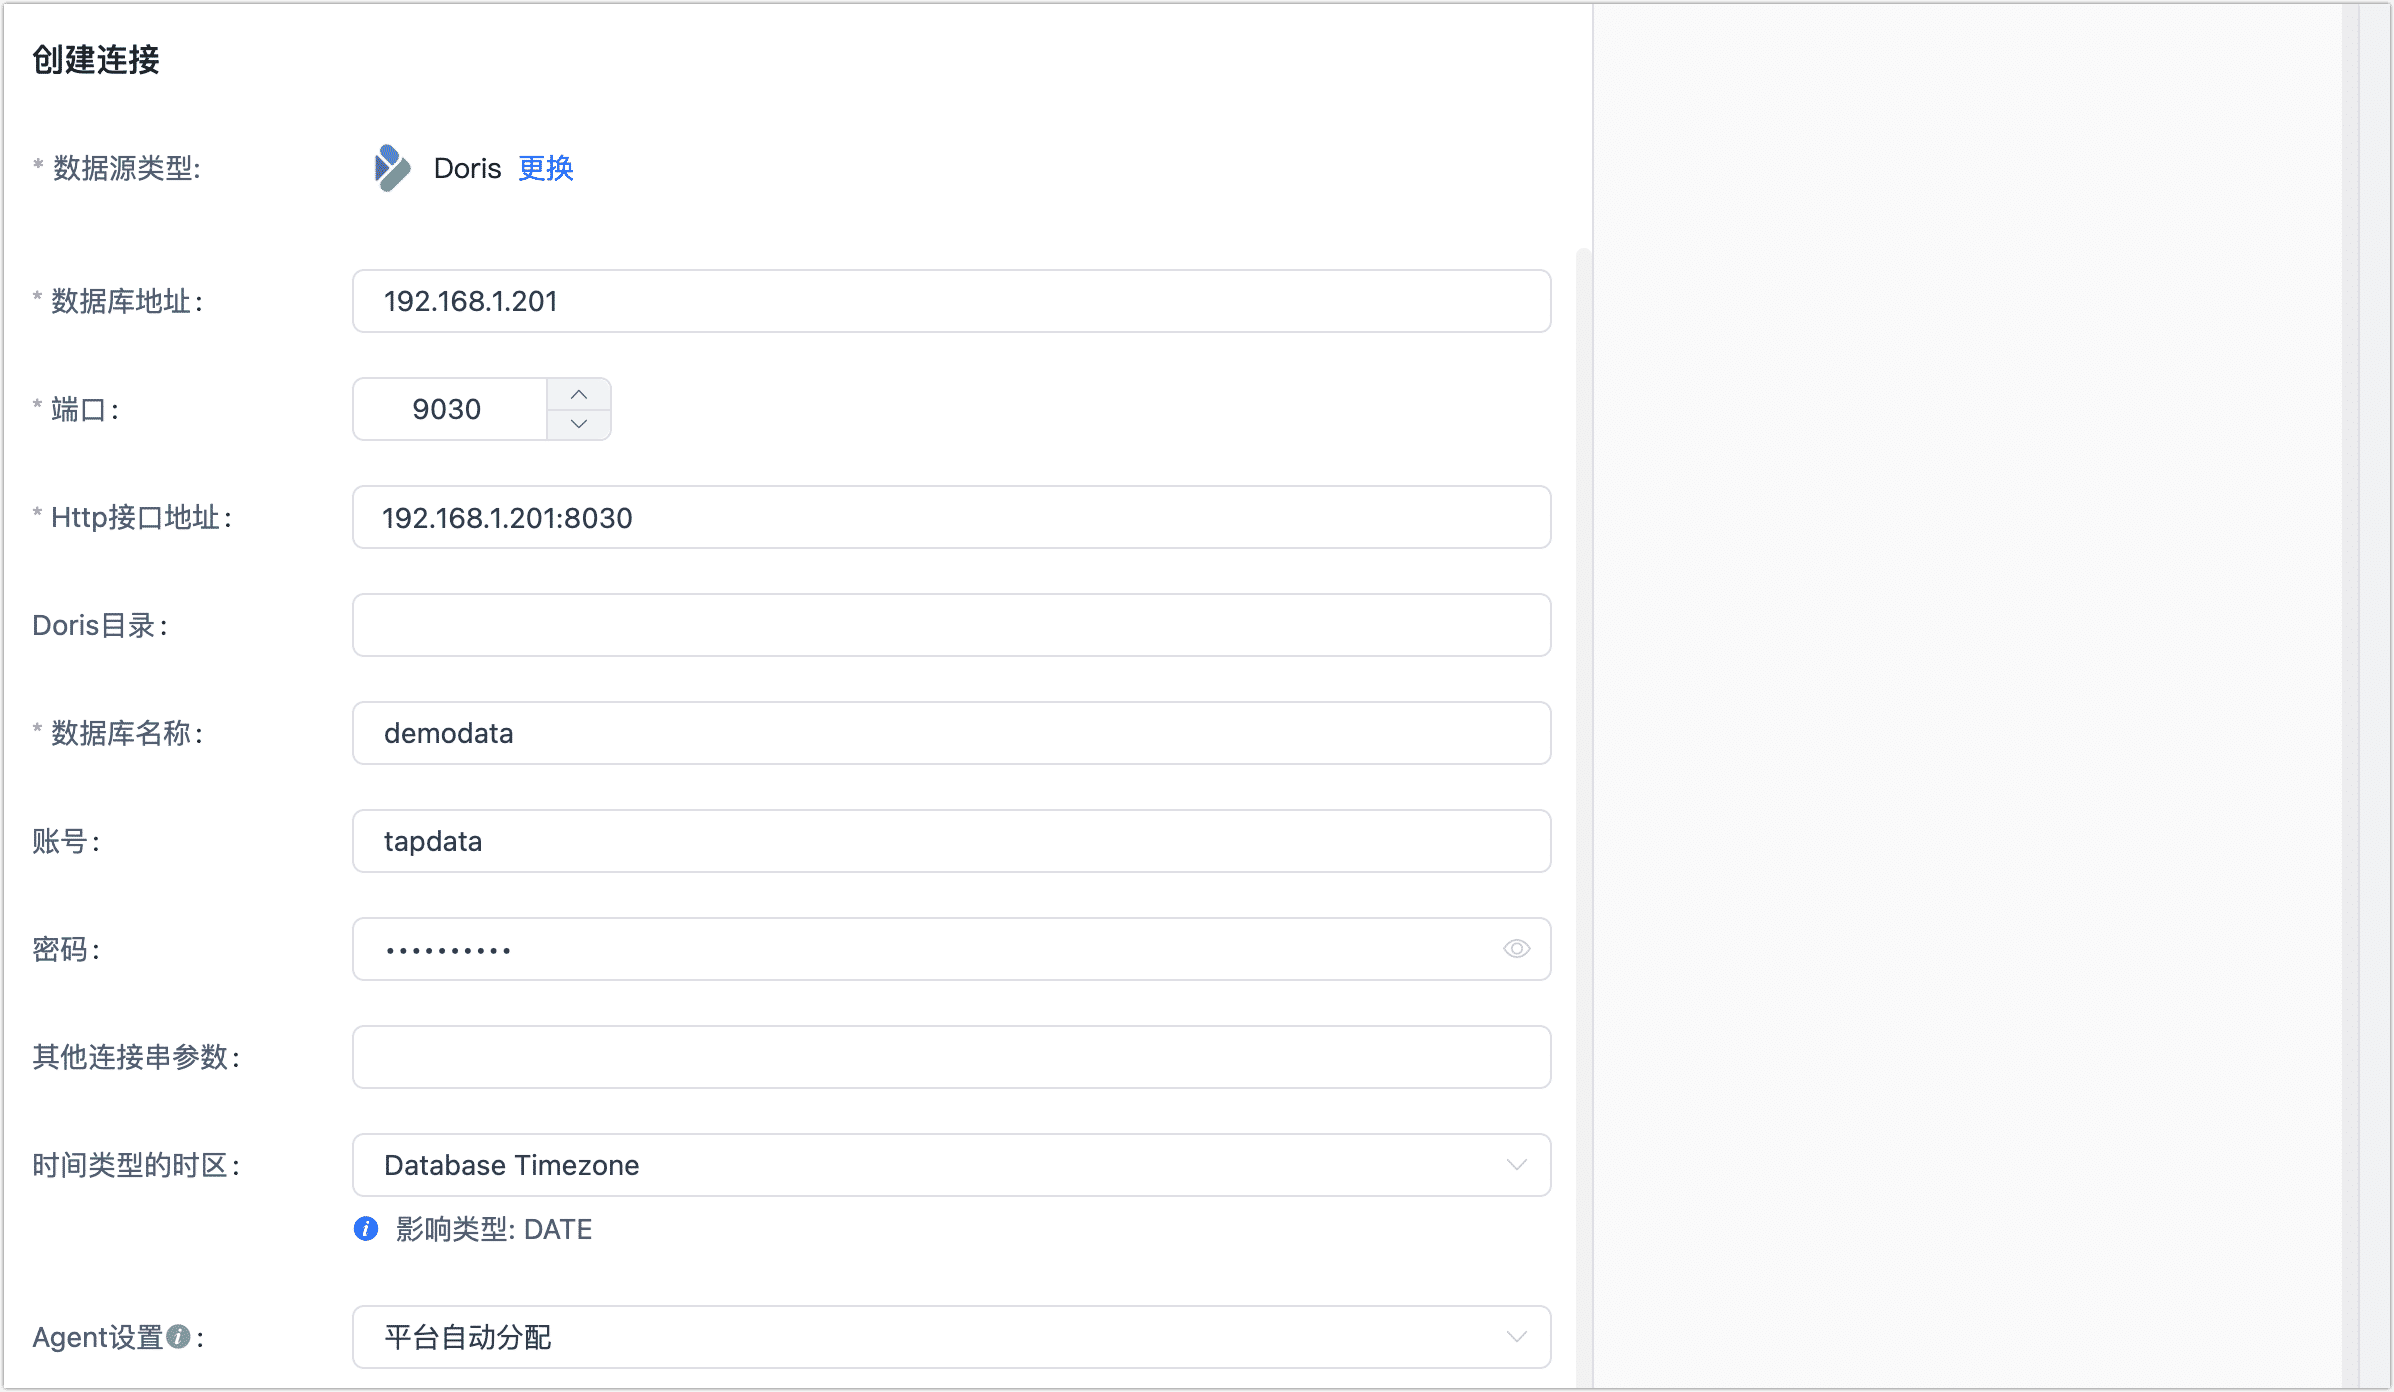 创建连接
* 数据源类型: Doris 更换
* 数据库地址: 192.168.1.201
* 端口: 9030
* Http接口地址: 192.168.1.201:8030
Doris目录:
* 数据库名称: demodata
账号: tapdata
密码: ••••••••••
其他连接串参数:
时间类型的时区: Database Timezone
影响类型: DATE
Agent设置: 平台自动分配